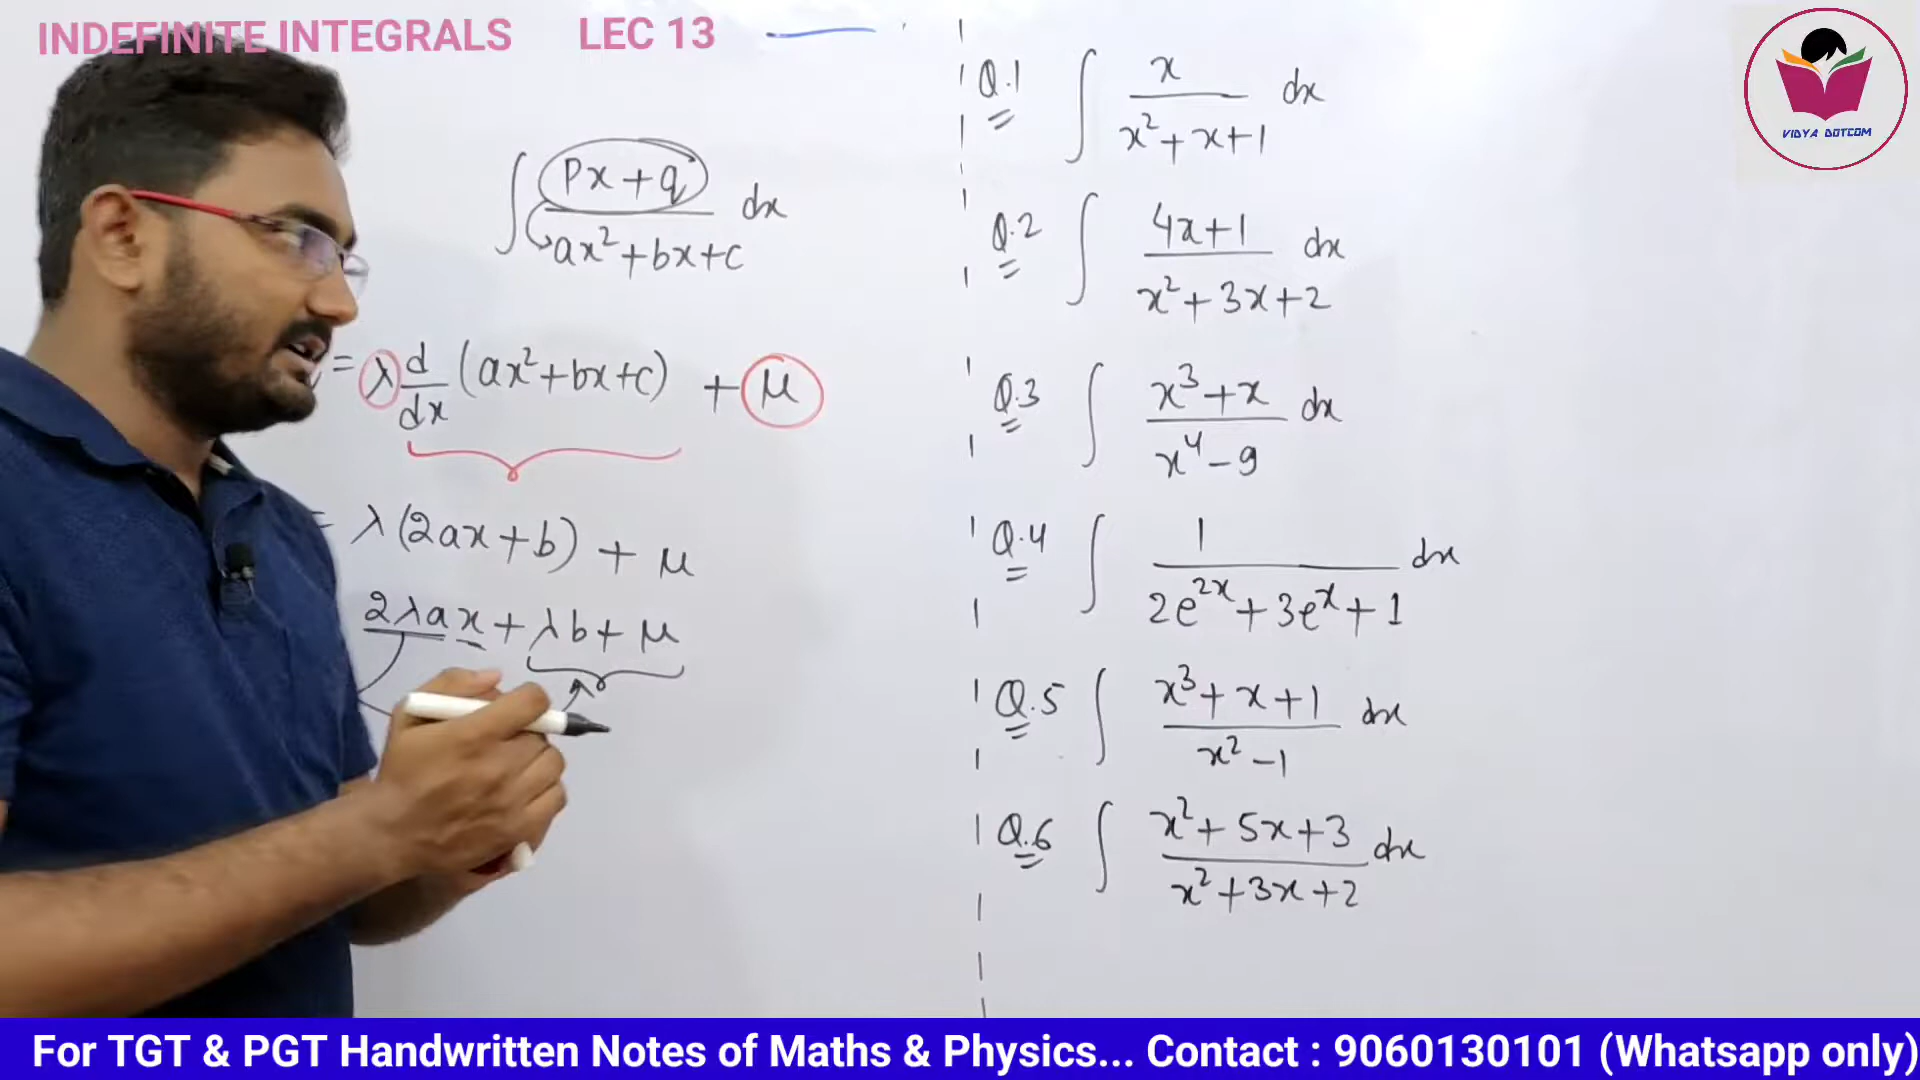 INDEFINITE INTEGRALS LEC 13
∫ (px + q)/(ax² + bx + c) dx
= λ d/dx (ax² + bx + c) + μ
= λ(2ax + b) + μ
2λax + λb + μ
Q.1 ∫ x/(x² + x + 1) dx
Q.2 ∫ (4x + 1)/(x² + 3x + 2) dx
Q.3 ∫ (x³ + x)/(x⁴ - 9) dx
Q.4 ∫ 1/(2e²ˣ + 3eˣ + 1) dx
Q.5 ∫ (x³ + x + 1)/(x² - 1) dx
Q.6 ∫ (x² + 5x + 3)/(x² + 3x + 2) dx
VIDYA DOTCOM
For TGT & PGT Handwritten Notes of Maths & Physics... Contact : 9060130101 (Whatsapp only)